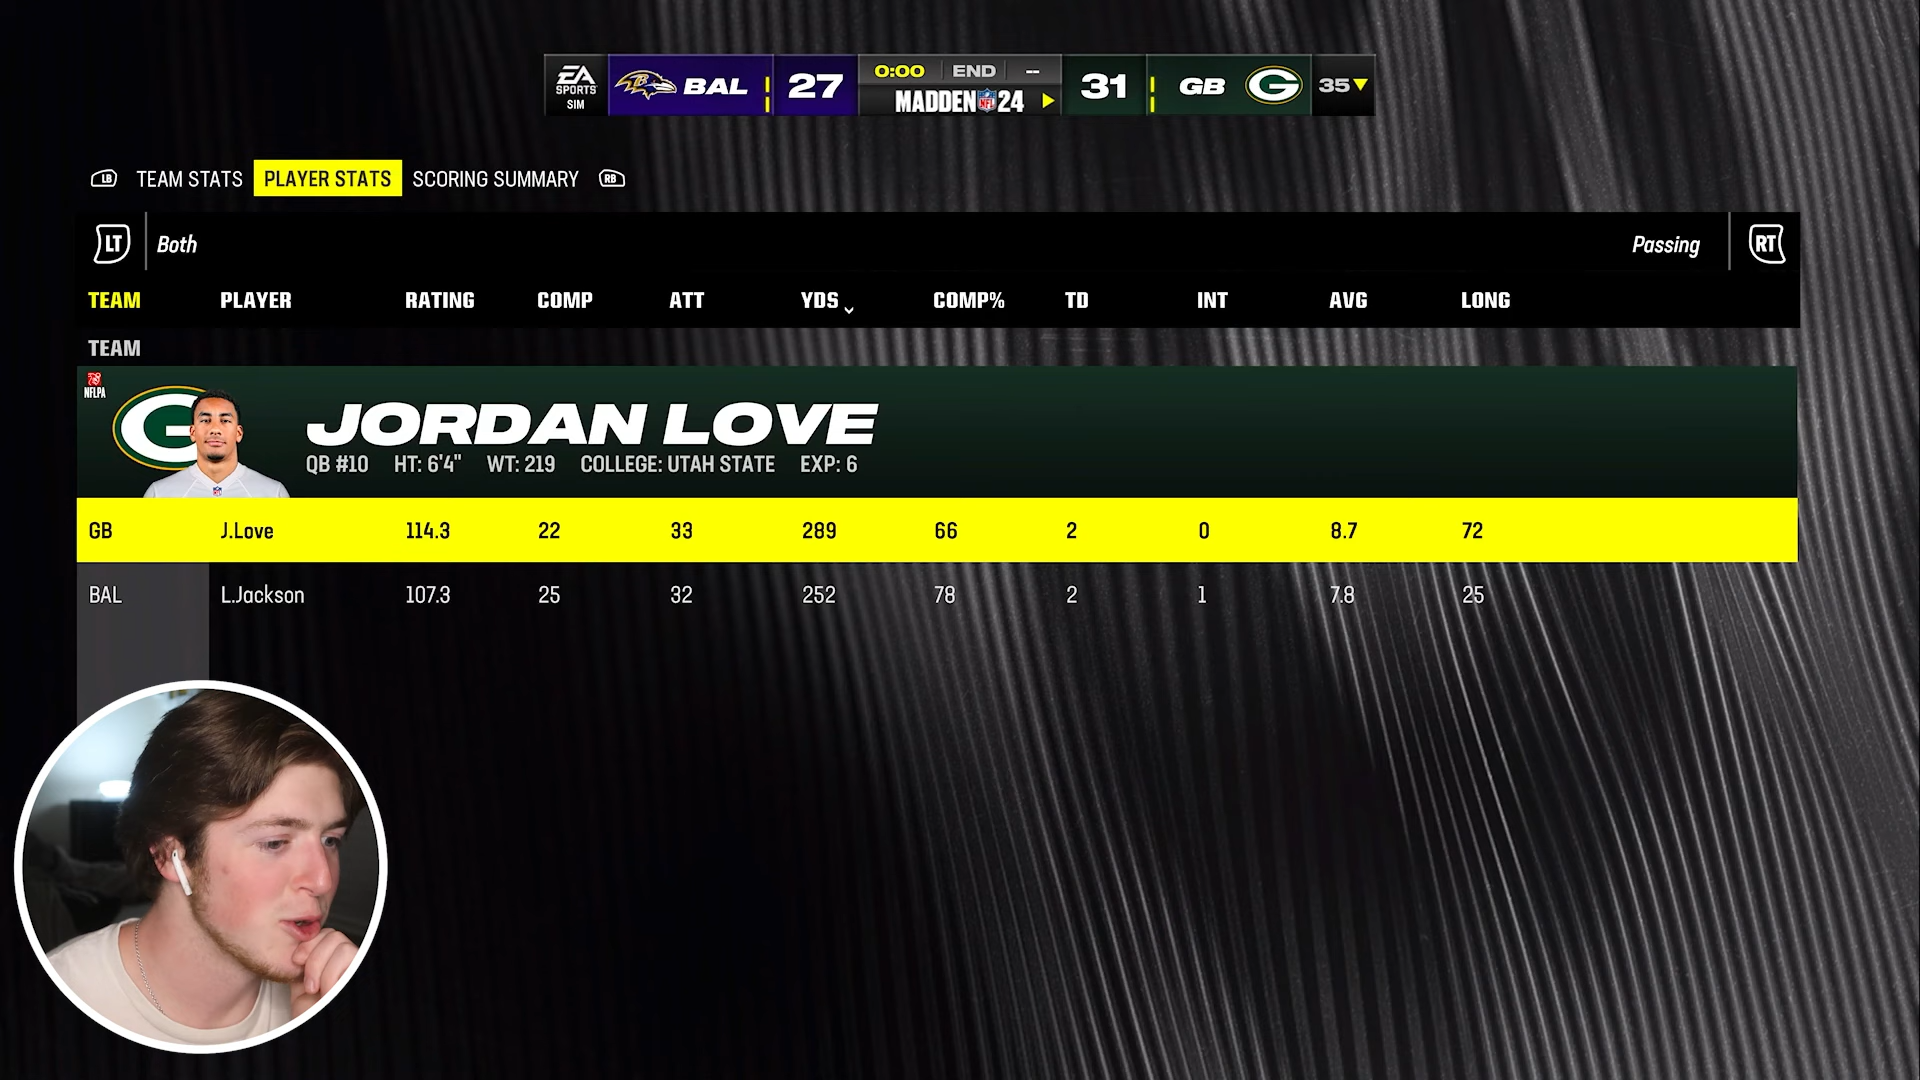 EA SPORTS SIM BAL 27 0:00 END -- MADDEN NFL 24 31 GB G 35
LB TEAM STATS PLAYER STATS SCORING SUMMARY RB
LT Both Passing RT
TEAM PLAYER RATING COMP ATT YDS COMP% TD INT AVG LONG
TEAM
NFLPA G JORDAN LOVE
QB #10 HT: 6'4" WT: 219 COLLEGE: UTAH STATE EXP: 6
GB J.Love 114.3 22 33 289 66 2 0 8.7 72
BAL L.Jackson 107.3 25 32 252 78 2 1 7.8 25